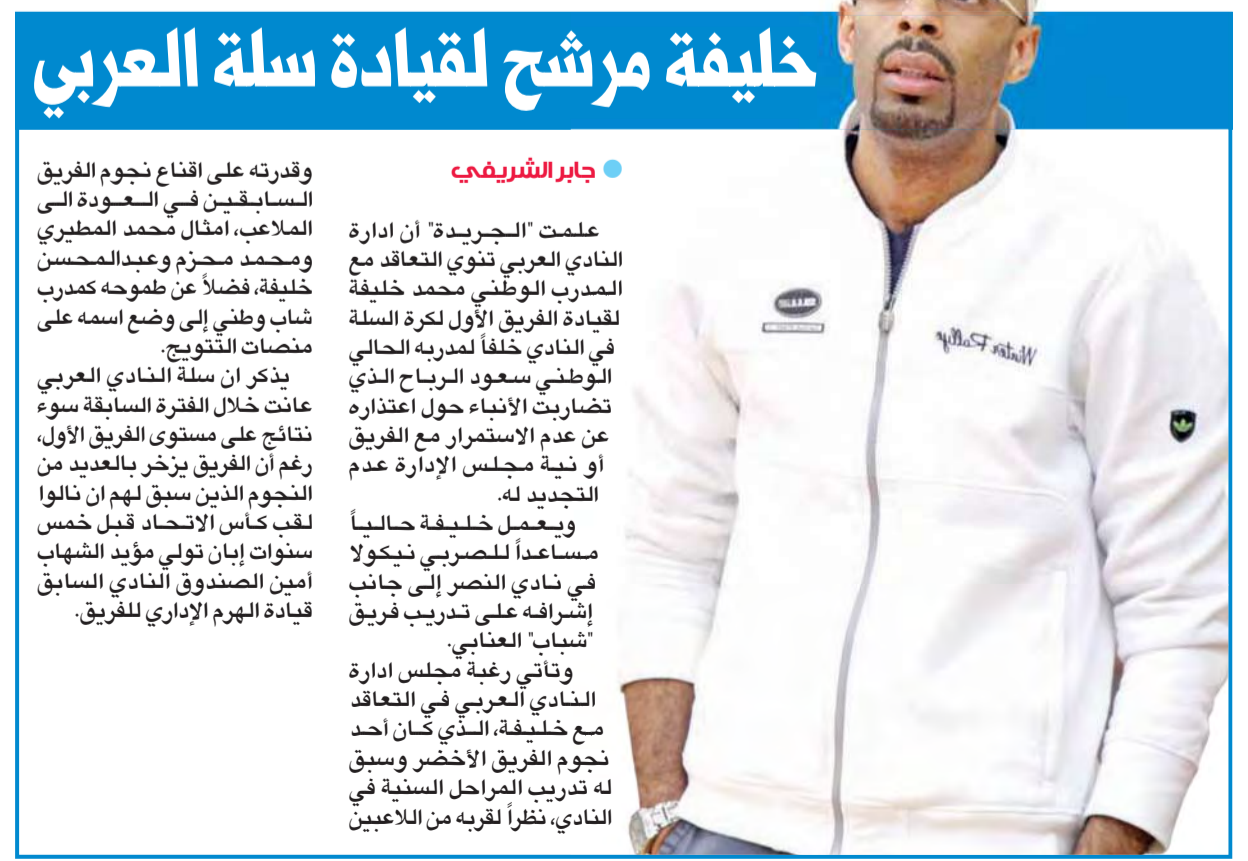 خليفة مرشح لقيادة سلة العربي
جابر الشريفي
علمت "الجريدة" أن ادارة
النادي العربي تنوي التعاقد مع
المدرب الوطني محمد خليفة
لقيادة الفريق الأول لكرة السلة
في النادي خلفاً لمدربه الحالي
الوطني سعود الرباح الذي
تضاربت الأنباء حول اعتذاره
عن عدم الاستمرار مع الفريق
أو نية مجلس الإدارة عدم
التجديد له.
ويعمل خليفة حالياً
مساعداً للصربي نيكولا
في نادي النصر إلى جانب
إشرافه على تدريب فريق
"شباب" العنابي.
وتأتي رغبة مجلس ادارة
النادي العربي في التعاقد
مع خليفة، الذي كان أحد
نجوم الفريق الأخضر وسبق
له تدريب المراحل السنية في
النادي، نظراً لقربه من اللاعبين
وقدرته على اقناع نجوم الفريق
السابقين في العودة الى
الملاعب، امثال محمد المطيري
ومحمد محزم وعبدالمحسن
خليفة، فضلاً عن طموحه كمدرب
شاب وطني إلى وضع اسمه على
منصات التتويج.
يذكر ان سلة النادي العربي
عانت خلال الفترة السابقة سوء
نتائج على مستوى الفريق الأول،
رغم أن الفريق يزخر بالعديد من
النجوم الذين سبق لهم ان نالوا
لقب كأس الاتحاد قبل خمس
سنوات إبان تولي مؤيد الشهاب
أمين الصندوق النادي السابق
قيادة الهرم الإداري للفريق.
Winter Rallye